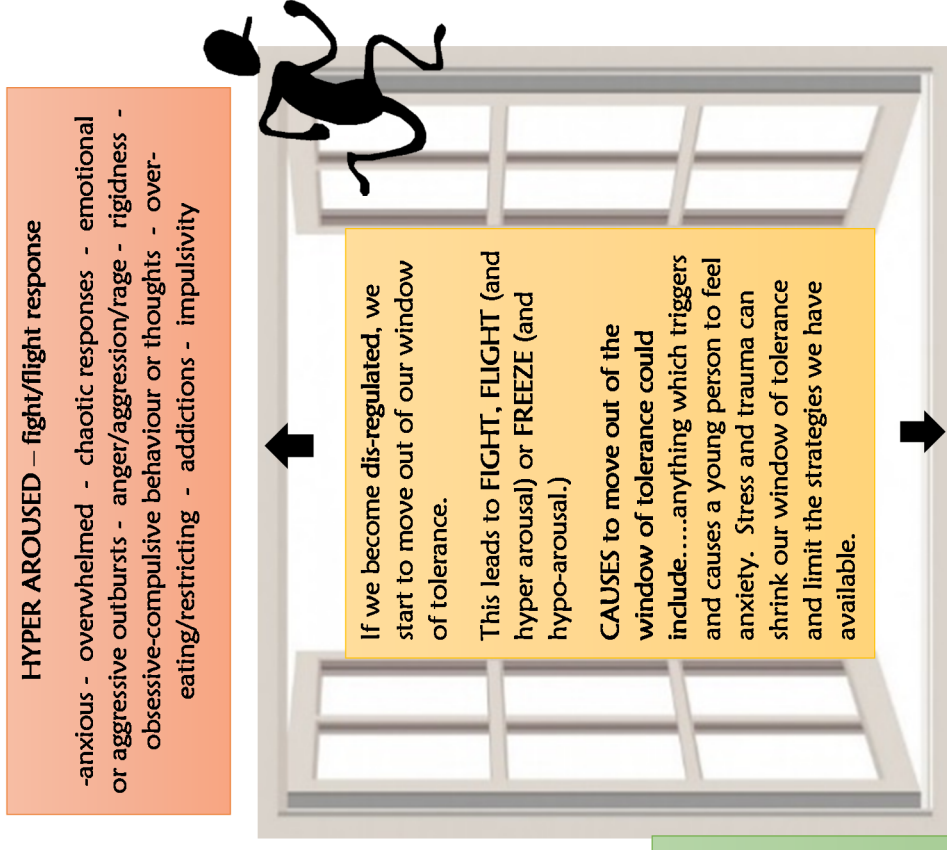 HYPER AROUSED – fight/flight response
-anxious - overwhelmed - chaotic responses - emotional
or aggressive outbursts - anger/aggression/rage - rigidness -
obsessive-compulsive behaviour or thoughts - over-
eating/restricting - addictions - impulsivity
If we become dis-regulated, we
start to move out of our window
of tolerance.
This leads to FIGHT, FLIGHT (and
hyper arousal) or FREEZE (and
hypo-arousal.)
CAUSES to move out of the
window of tolerance could
include…..anything which triggers
and causes a young person to feel
anxiety. Stress and trauma can
shrink our window of tolerance
and limit the strategies we have
available.